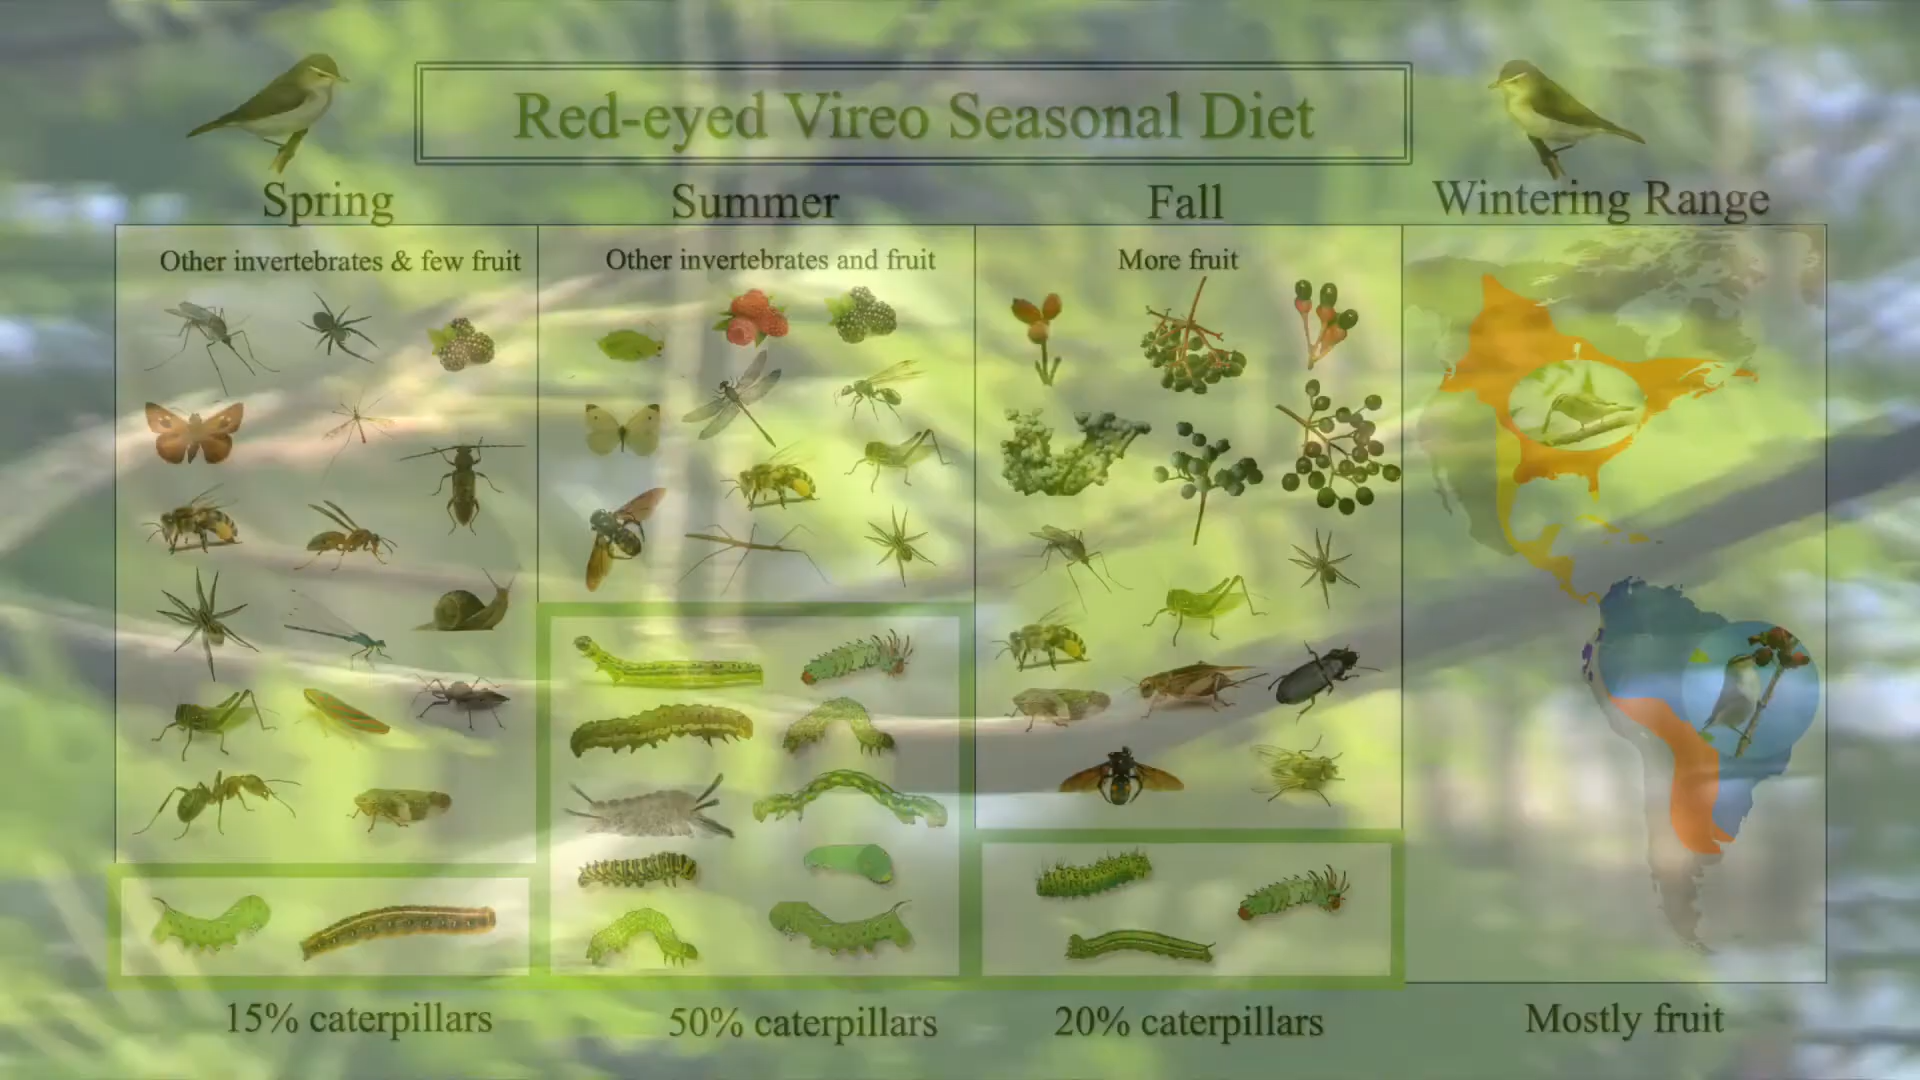 Red-eyed Vireo Seasonal Diet
Spring
Summer
Fall
Wintering Range
Other invertebrates & few fruit
Other invertebrates and fruit
More fruit
15% caterpillars
50% caterpillars
20% caterpillars
Mostly fruit